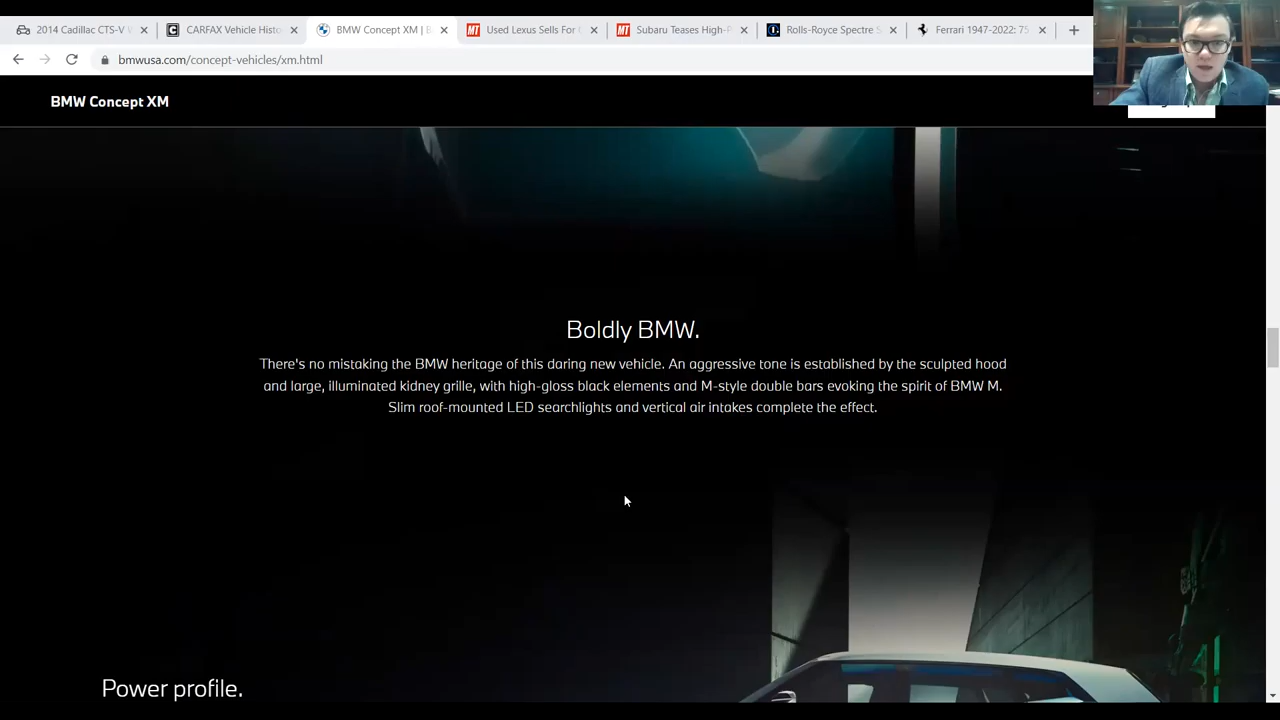 2014 Cadillac CTS-V
CARFAX Vehicle Histo
BMW Concept XM | B
MT
Used Lexus Sells For
MT
Subaru Teases High-P
Rolls-Royce Spectre S
Ferrari 1947-2022: 75
bmwusa.com/concept-vehicles/xm.html
BMW Concept XM
Boldly BMW.
There's no mistaking the BMW heritage of this daring new vehicle. An aggressive tone is established by the sculpted hood
and large, illuminated kidney grille, with high-gloss black elements and M-style double bars evoking the spirit of BMW M.
Slim roof-mounted LED searchlights and vertical air intakes complete the effect.
Power profile.